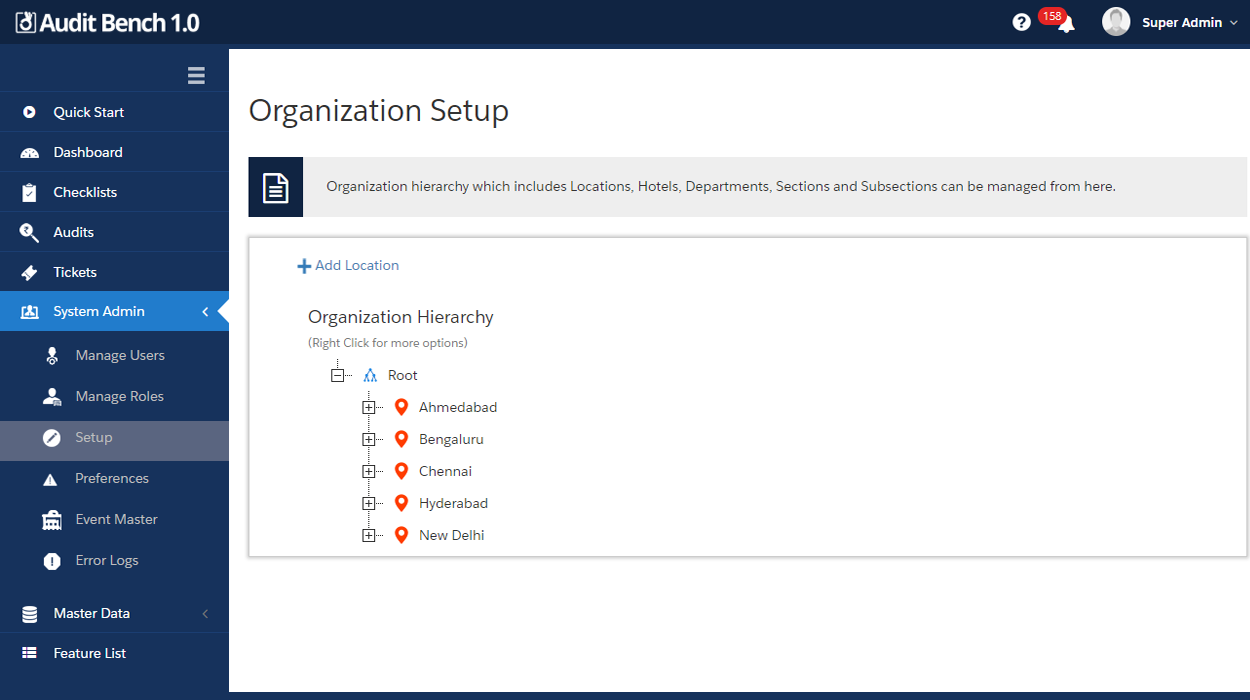 Audit Bench 1.0
158
Super Admin
Quick Start
Dashboard
Checklists
Audits
Tickets
System Admin
Manage Users
Manage Roles
Setup
Preferences
Event Master
Error Logs
Master Data
Feature List
Organization Setup
Organization hierarchy which includes Locations, Hotels, Departments, Sections and Subsections can be managed from here.
Add Location
Organization Hierarchy
(Right Click for more options)
Root
Ahmedabad
Bengaluru
Chennai
Hyderabad
New Delhi